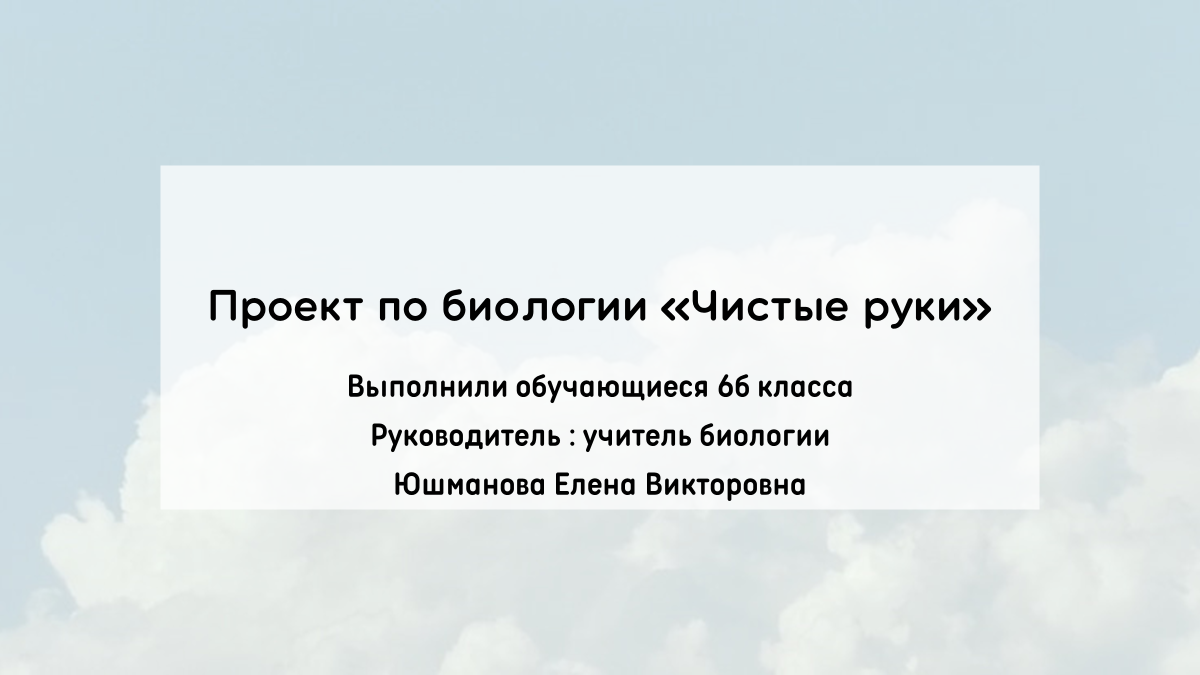 Проект по биологии «Чистые руки»
Выполнили обучающиеся 6б класса
Руководитель : учитель биологии
Юшманова Елена Викторовна